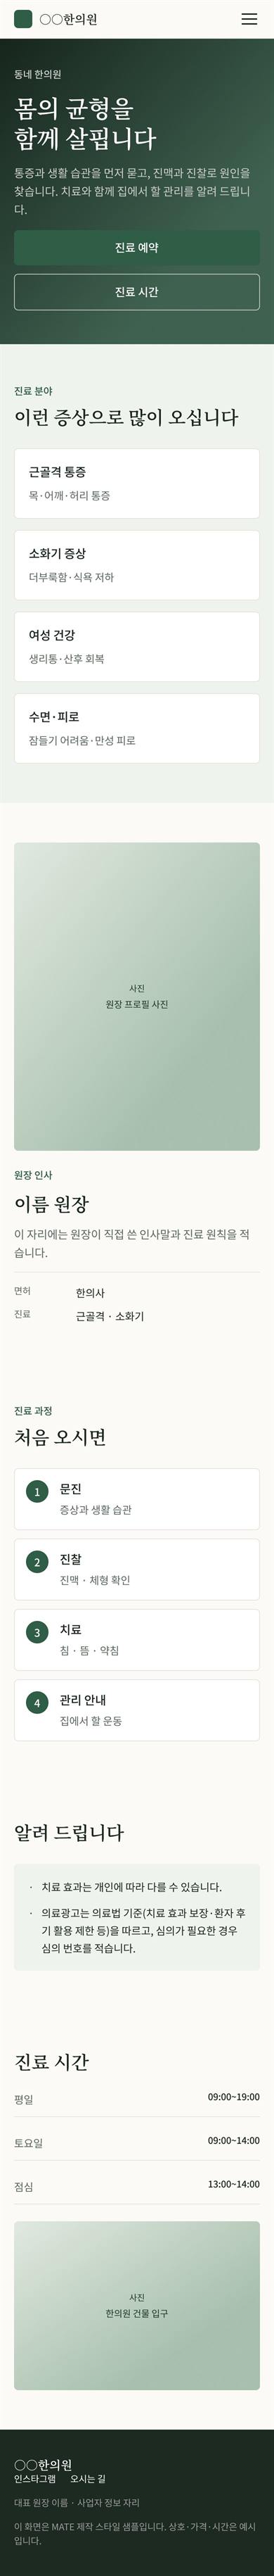 ○○한의원
동네 한의원
몸의 균형을
함께 살핍니다
통증과 생활 습관을 먼저 묻고, 진맥과 진찰로 원인을
찾습니다. 치료와 함께 집에서 할 관리를 알려 드립니
다.
진료 예약
진료 시간
진료 분야
이런 증상으로 많이 오십니다
근골격 통증
목·어깨·허리 통증
소화기 증상
더부룩함·식욕 저하
여성 건강
생리통·산후 회복
수면·피로
잠들기 어려움·만성 피로
사진
원장 프로필 사진
원장 인사
이름 원장
이 자리에는 원장이 직접 쓴 인사말과 진료 원칙을 적
습니다.
면허 한의사
진료 근골격 · 소화기
진료 과정
처음 오시면
1 문진
증상과 생활 습관
2 진찰
진맥 · 체형 확인
3 치료
침 · 뜸 · 약침
4 관리 안내
집에서 할 운동
알려 드립니다
· 치료 효과는 개인에 따라 다를 수 있습니다.
· 의료광고는 의료법 기준(치료 효과 보장·환자 후
기 활용 제한 등)을 따르고, 심의가 필요한 경우
심의 번호를 적습니다.
진료 시간
평일 09:00~19:00
토요일 09:00~14:00
점심 13:00~14:00
사진
한의원 건물 입구
○○한의원
인스타그램 오시는 길
대표 원장 이름 · 사업자 정보 자리
이 화면은 MATE 제작 스타일 샘플입니다. 상호·가격·시간은 예시
입니다.